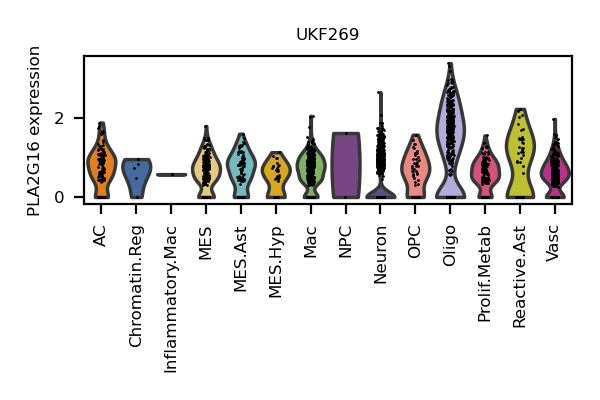 UKF269
PLA2G16 expression
2
0
AC
Chromatin.Reg
Inflammatory.Mac
MES
MES.Ast
MES.Hyp
Mac
NPC
Neuron
OPC
Oligo
Prolif.Metab
Reactive.Ast
Vasc